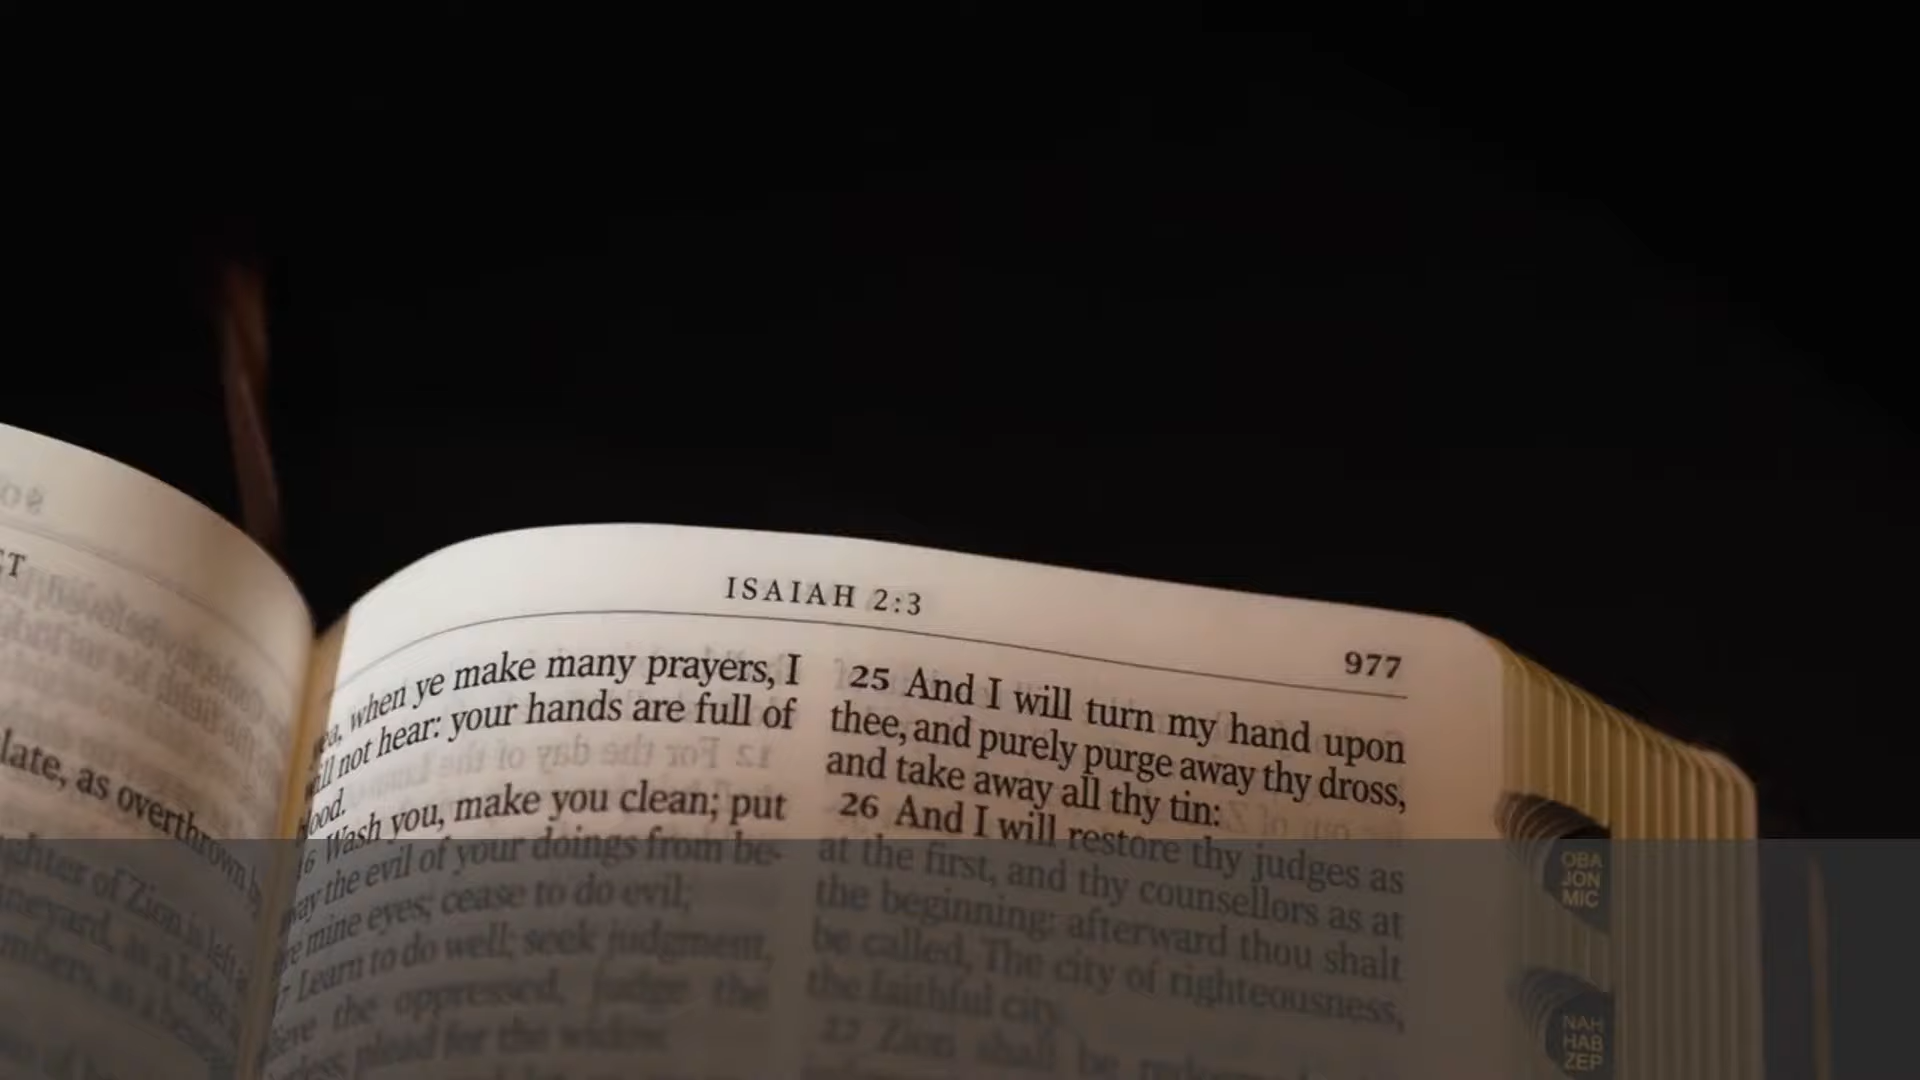 ISAIAH 2:3
977
late, as overthrown by
of Zion is left
when ye make many prayers, I
not hear: your hands are full of
Wash you, make you clean; put
the evil of your doings from be-
mine eyes; cease to do evil;
Learn to do well; seek judgment,
the oppressed, judge the
plead for the widow.
25 And I will turn my hand upon
thee, and purely purge away thy dross,
and take away all thy tin:
26 And I will restore thy judges as
at the first, and thy counsellors as at
the beginning: afterward thou shalt
be called, The city of righteousness,
the faithful city.
27 Zion shall be redeemed
OBA
JON
MIC
NAH
HAB
ZEP